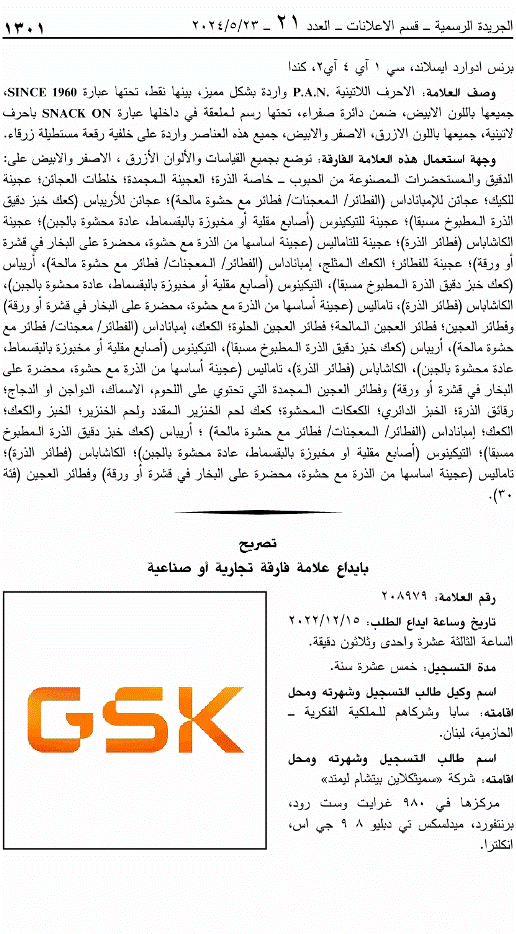 الجريدة الرسمية ــ قسم الاعلانات ــ العدد ٢١ ــ ٢٠٢٤/٥/٢٣
١٣٠١
برنس ادوارد ايسلاند، سي ١ آي ٤ آي٢، كندا
وصف العلامة: الاحرف اللاتينية P.A.N. واردة بشكل مميز، بينها نقط، تحتها عبارة SINCE 1960،
جميعها باللون الابيض، ضمن دائرة صفراء، تحتها رسم لملعقة في داخلها عبارة SNACK ON باحرف
لاتينية، جميعها باللون الازرق، الاصفر والابيض، جميع هذه العناصر واردة على خلفية رقعة مستطيلة زرقاء.
وجهة استعمال هذه العلامة الفارقة: توضع بجميع القياسات والألوان الأزرق ، الاصفر والابيض على:
الدقيق والمستحضرات المصنوعة من الحبوب ــ خاصة الذرة؛ العجينة المجمدة؛ خلطات العجائن؛ عجينة
للكيك؛ عجائن للإمبانداس (الفطائر/ المعجنات/ فطائر مع حشوة مالحة)؛ عجائن للأريباس (كعك خبز دقيق
الذرة المطبوخ مسبقا)؛ عجينة للتيكينوس (أصابع مقلية أو مخبوزة بالبقسماط، عادة محشوة بالجبن)؛ عجينة
الكاشاباس (فطائر الذرة)؛ عجينة للتاماليس (عجينة اساسها من الذرة مع حشوة، محضرة على البخار في قشرة
أو ورقة)؛ عجينة للفطائر؛ الكعك المثلج، إمبانداس (الفطائر/ المعجنات/ فطائر مع حشوة مالحة)، أريباس
(كعك خبز دقيق الذرة المطبوخ مسبقا)، التيكينوس (أصابع مقلية أو مخبوزة بالبقسماط، عادة محشوة بالجبن)،
الكاشاباس (فطائر الذرة)، تماليس (عجينة أساسها من الذرة مع حشوة، محضرة على البخار في قشرة أو ورقة)
وفطائر العجين؛ فطائر العجين المالحة؛ فطائر العجين الحلوة؛ الكعك، إمبانداس (الفطائر/ معجنات/ فطائر مع
حشوة مالحة)، أريباس (كعك خبز دقيق الذرة المطبوخ مسبقا)، التيكينوس (أصابع مقلية أو مخبوزة بالبقسماط،
عادة محشوة بالجبن)، الكاشاباس (فطائر الذرة)، تماليس (عجينة أساسها من الذرة مع حشوة، محضرة على
البخار في قشرة أو ورقة) وفطائر العجين المجمدة التي تحتوي على اللحوم، الاسماك، الدواجن او الدجاج؛
رقائق الذرة؛ الخبز الدائري؛ الكعكات المحشوة؛ كعك لحم الخنزير المقدد ولحم الخنزير؛ الخبز والكعك؛
الكعك؛ إمبانداس (الفطائر/ المعجنات/ فطائر مع حشوة مالحة) ؛ أريباس (كعك خبز دقيق الذرة المطبوخ
مسبقا)؛ التيكينوس (أصابع مقلية او مخبوزة بالبقسماط، عادة محشوة بالجبن)؛ الكاشاباس (فطائر الذرة)؛
تماليس (عجينة اساسها من الذرة مع حشوة، محضرة على البخار في قشرة أو ورقة) وفطائر العجين (فئة
٣٠).
تصريح
بايداع علامة فارقة تجارية أو صناعية
رقم العلامة: ٢٠٨٩٧٩
تاريخ وساعة ايداع الطلب: ٢٠٢٢/١٢/١٥
الساعة الثالثة عشرة واحدى وثلاثون دقيقة.
مدة التسجيل: خمس عشرة سنة.
اسم وكيل طالب التسجيل وشهرته ومحل
اقامته: سابا وشركاهم للملكية الفكرية ــ
الحازمية، لبنان.
اسم طالب التسجيل وشهرته ومحل
اقامته: شركة «سميثكلاين بيتشام ليمتد»
مركزها في ٩٨٠ غرايت وست رود،
برنتفورد، ميدلسكس تي دبليو ٨ ٩ جي اس،
انكلترا.
GSK